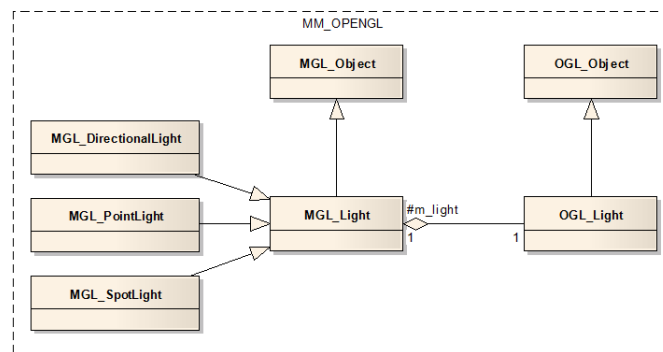 MM_OPENGL
MGL_Object
OGL_Object
MGL_DirectionalLight
MGL_PointLight
MGL_Light
#m_light
1
1
OGL_Light
MGL_SpotLight